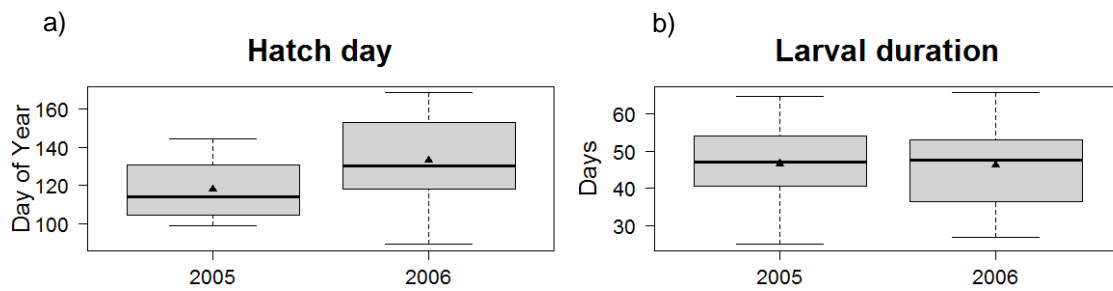 a)
Hatch day
Day of Year
160
140
120
100
2005 2006
b)
Larval duration
Days
60
50
40
30
2005 2006